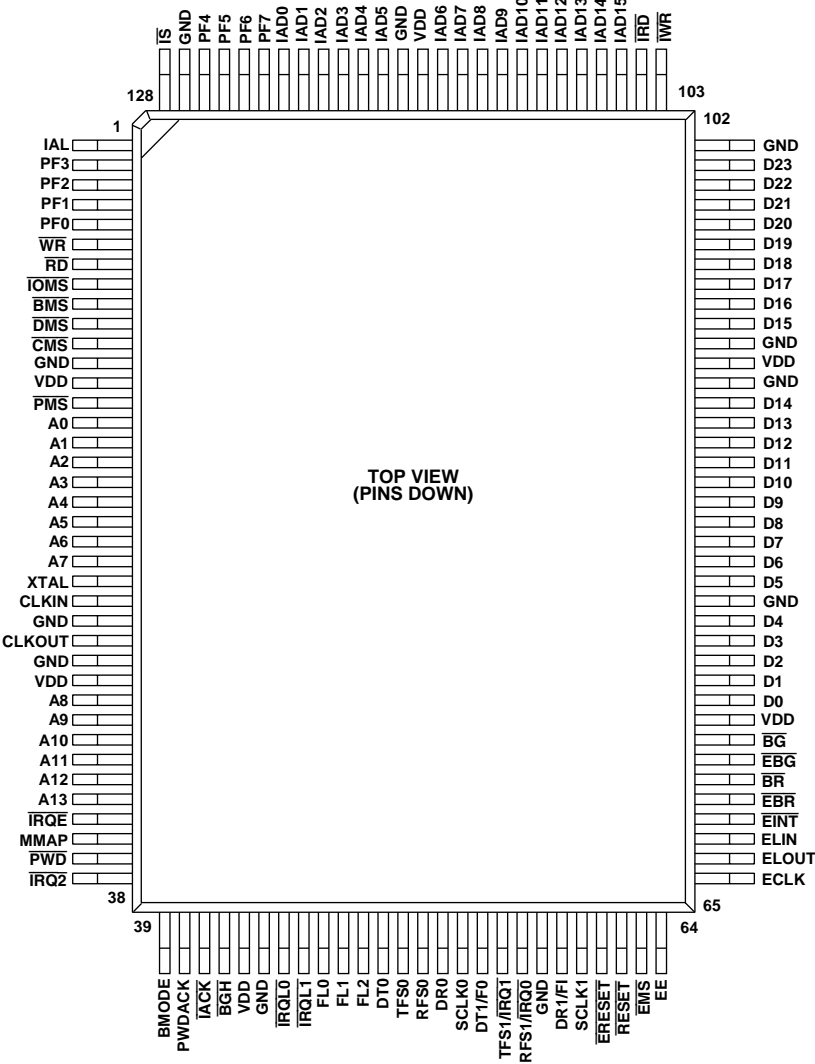 IS
GND
PF4
PF5
PF6
PF7
IAD0
IAD1
IAD2
IAD3
IAD4
IAD5
GND
VDD
IAD6
IAD7
IAD8
IAD9
IAD10
IAD11
IAD12
IAD13
IAD14
IAD15
IRD
IWR
128
103
1
102
IAL
PF3
PF2
PF1
PF0
WR
RD
IOMS
BMS
DMS
CMS
GND
VDD
PMS
A0
A1
A2
A3
A4
A5
A6
A7
XTAL
CLKIN
GND
CLKOUT
GND
VDD
A8
A9
A10
A11
A12
A13
IRQE
MMAP
PWD
IRQ2
TOP VIEW
(PINS DOWN)
GND
D23
D22
D21
D20
D19
D18
D17
D16
D15
GND
VDD
GND
D14
D13
D12
D11
D10
D9
D8
D7
D6
D5
GND
D4
D3
D2
D1
D0
VDD
BG
EBG
BR
EBR
EINT
ELIN
ELOUT
ECLK
38
65
39
64
BMODE
PWDACK
IACK
BGH
VDD
GND
IRQL0
IRQL1
FL0
FL1
FL2
DT0
TFS0
RFS0
DR0
SCLK0
DT1/F0
TFS1/IRQ1
RFS1/IRQ0
GND
DR1/FI
SCLK1
ERESET
RESET
EMS
EE